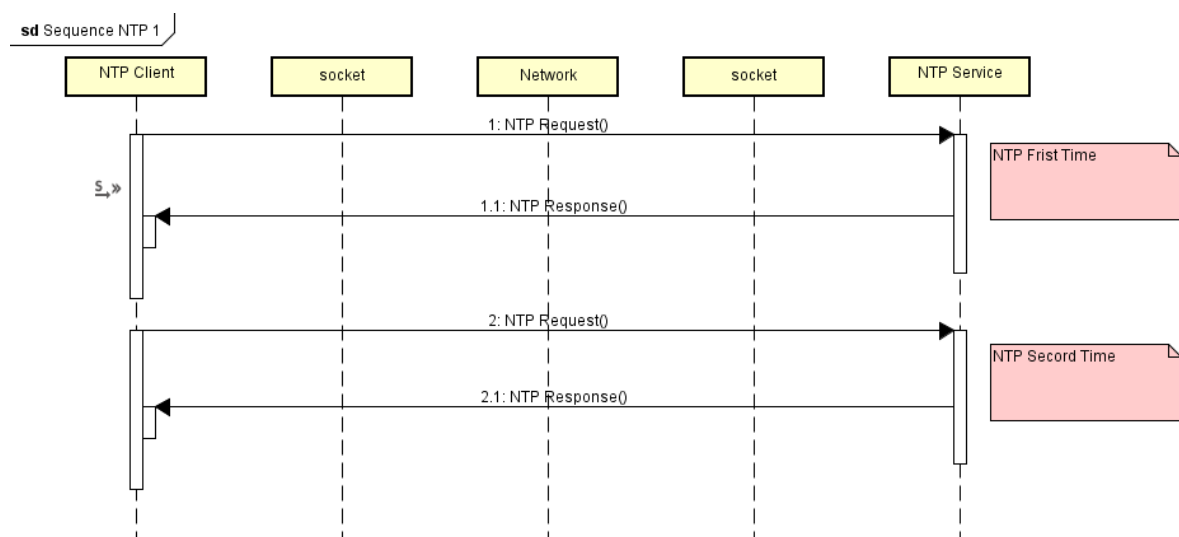 sd Sequence NTP 1
NTP Client
socket
Network
socket
NTP Service
1: NTP Request()
NTP Frist Time
S
1.1: NTP Response()
2: NTP Request()
NTP Secord Time
2.1: NTP Response()